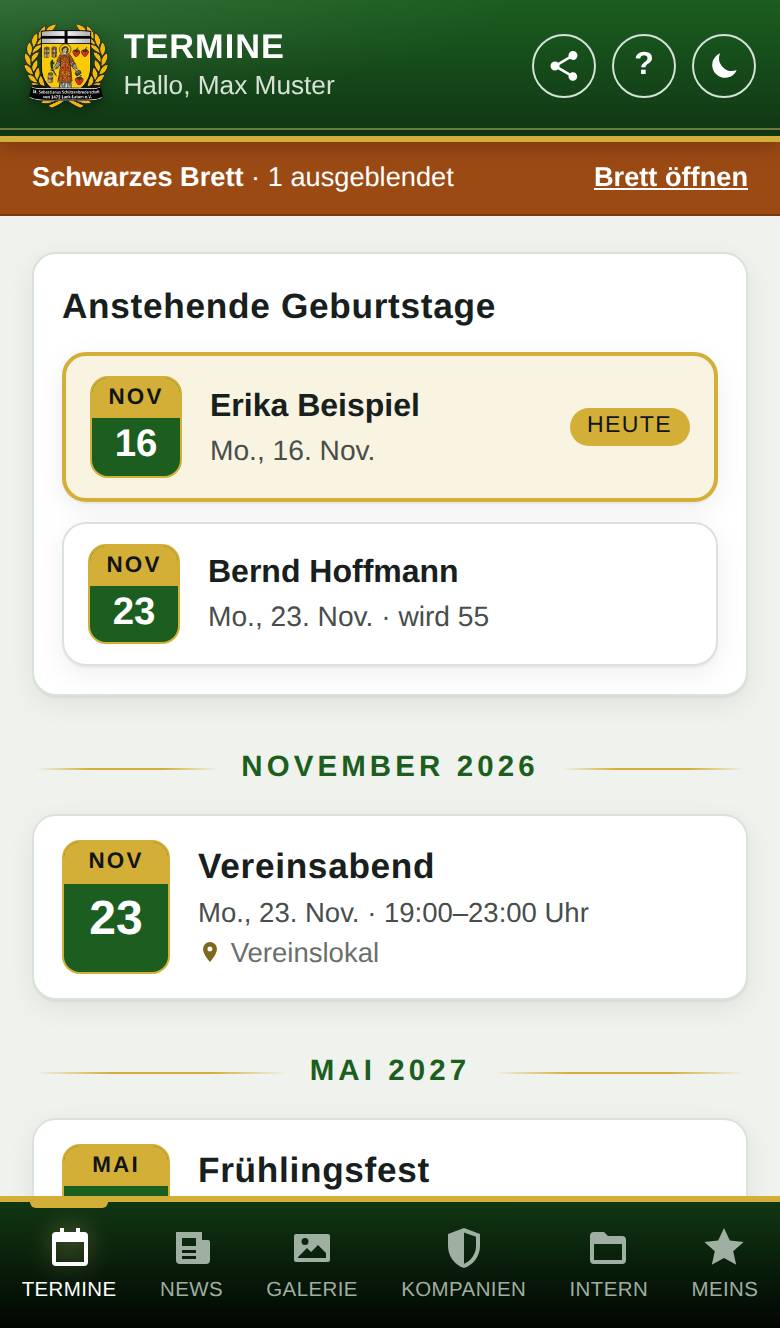 TERMINE
Hallo, Max Muster
?
Schwarzes Brett · 1 ausgeblendet
Brett öffnen
Anstehende Geburtstage
NOV
16
Erika Beispiel
Mo., 16. Nov.
HEUTE
NOV
23
Bernd Hoffmann
Mo., 23. Nov. · wird 55
NOVEMBER 2026
NOV
23
Vereinsabend
Mo., 23. Nov. · 19:00–23:00 Uhr
Vereinslokal
MAI 2027
MAI
Frühlingsfest
TERMINE
NEWS
GALERIE
KOMPANIEN
INTERN
MEINS